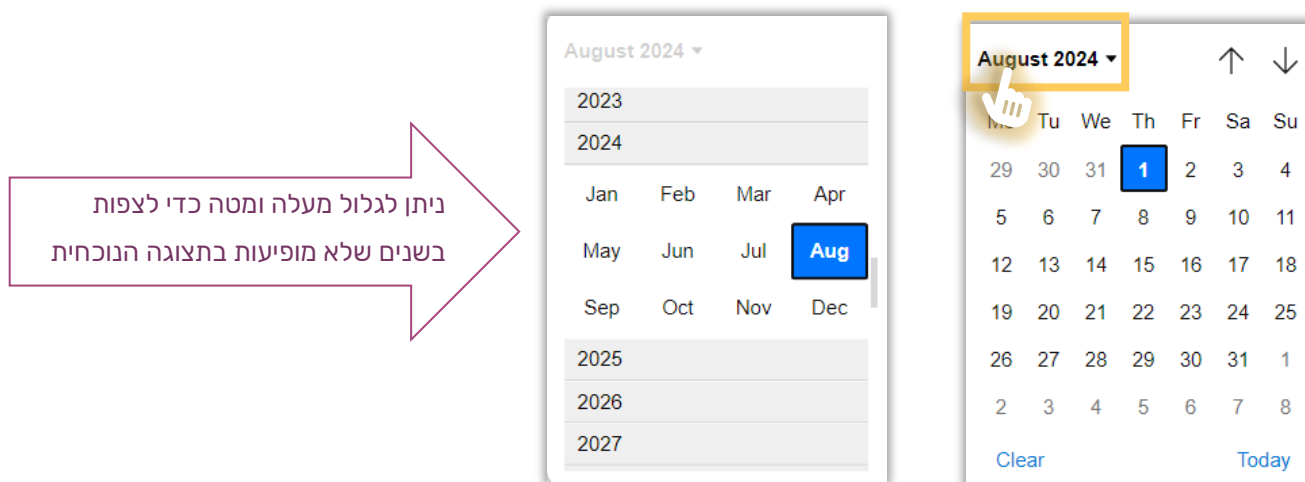 ניתן לגלול מעלה ומטה כדי לצפות
בשנים שלא מופיעות בתצוגה הנוכחית
August 2024
2023
2024
Jan Feb Mar Apr
May Jun Jul Aug
Sep Oct Nov Dec
2025
2026
2027
August 2024
Tu We Th Fr Sa Su
29 30 31 1 2 3 4
5 6 7 8 9 10 11
12 13 14 15 16 17 18
19 20 21 22 23 24 25
26 27 28 29 30 31 1
2 3 4 5 6 7 8
Clear Today